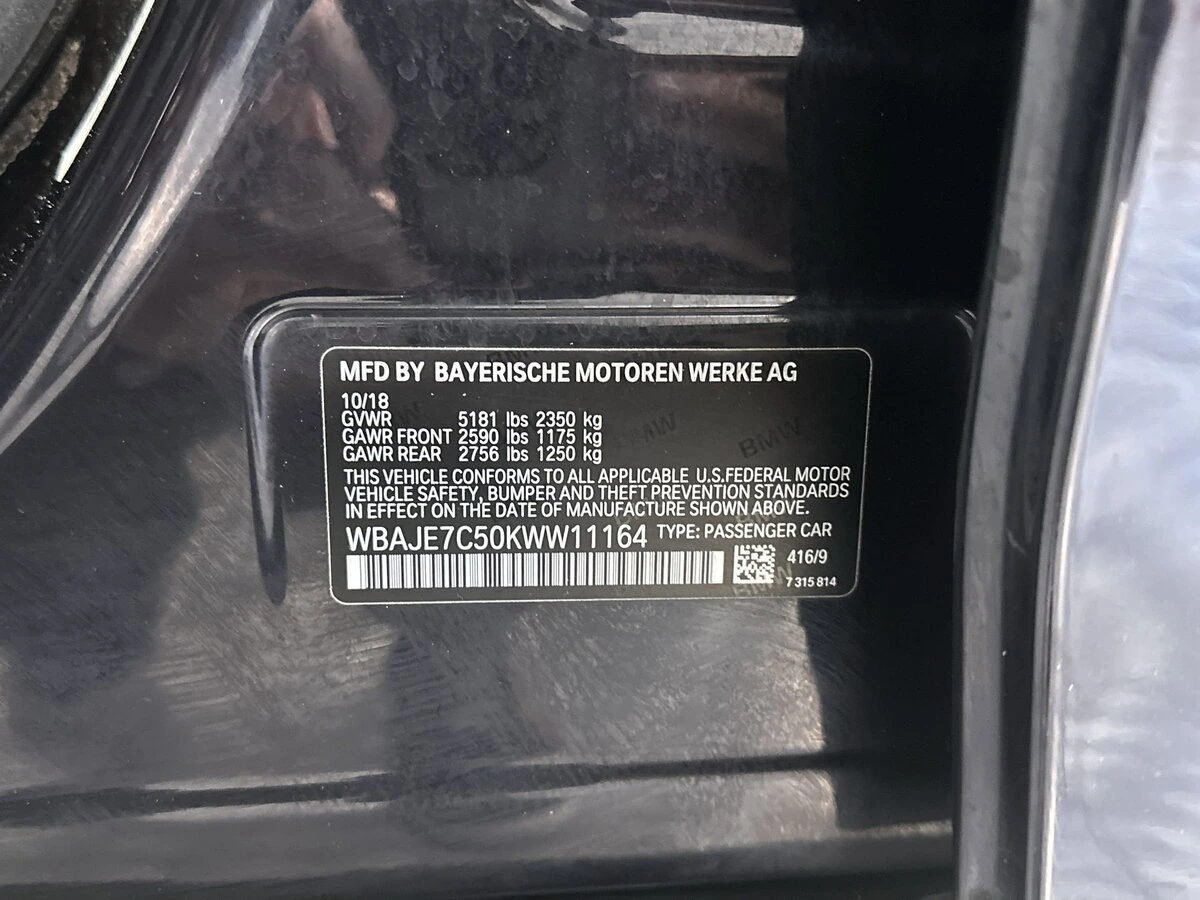 MFD BY BAYERISCHE MOTOREN WERKE AG
10/18
GVWR 5181 lbs 2350 kg
GAWR FRONT 2590 lbs 1175 kg
GAWR REAR 2756 lbs 1250 kg
THIS VEHICLE CONFORMS TO ALL APPLICABLE U.S.FEDERAL MOTOR
VEHICLE SAFETY, BUMPER AND THEFT PREVENTION STANDARDS
IN EFFECT ON THE DATE OF MANUFACTURE SHOWN ABOVE.
WBAJE7C50KWW11164 TYPE: PASSENGER CAR
416/9
7 315 814